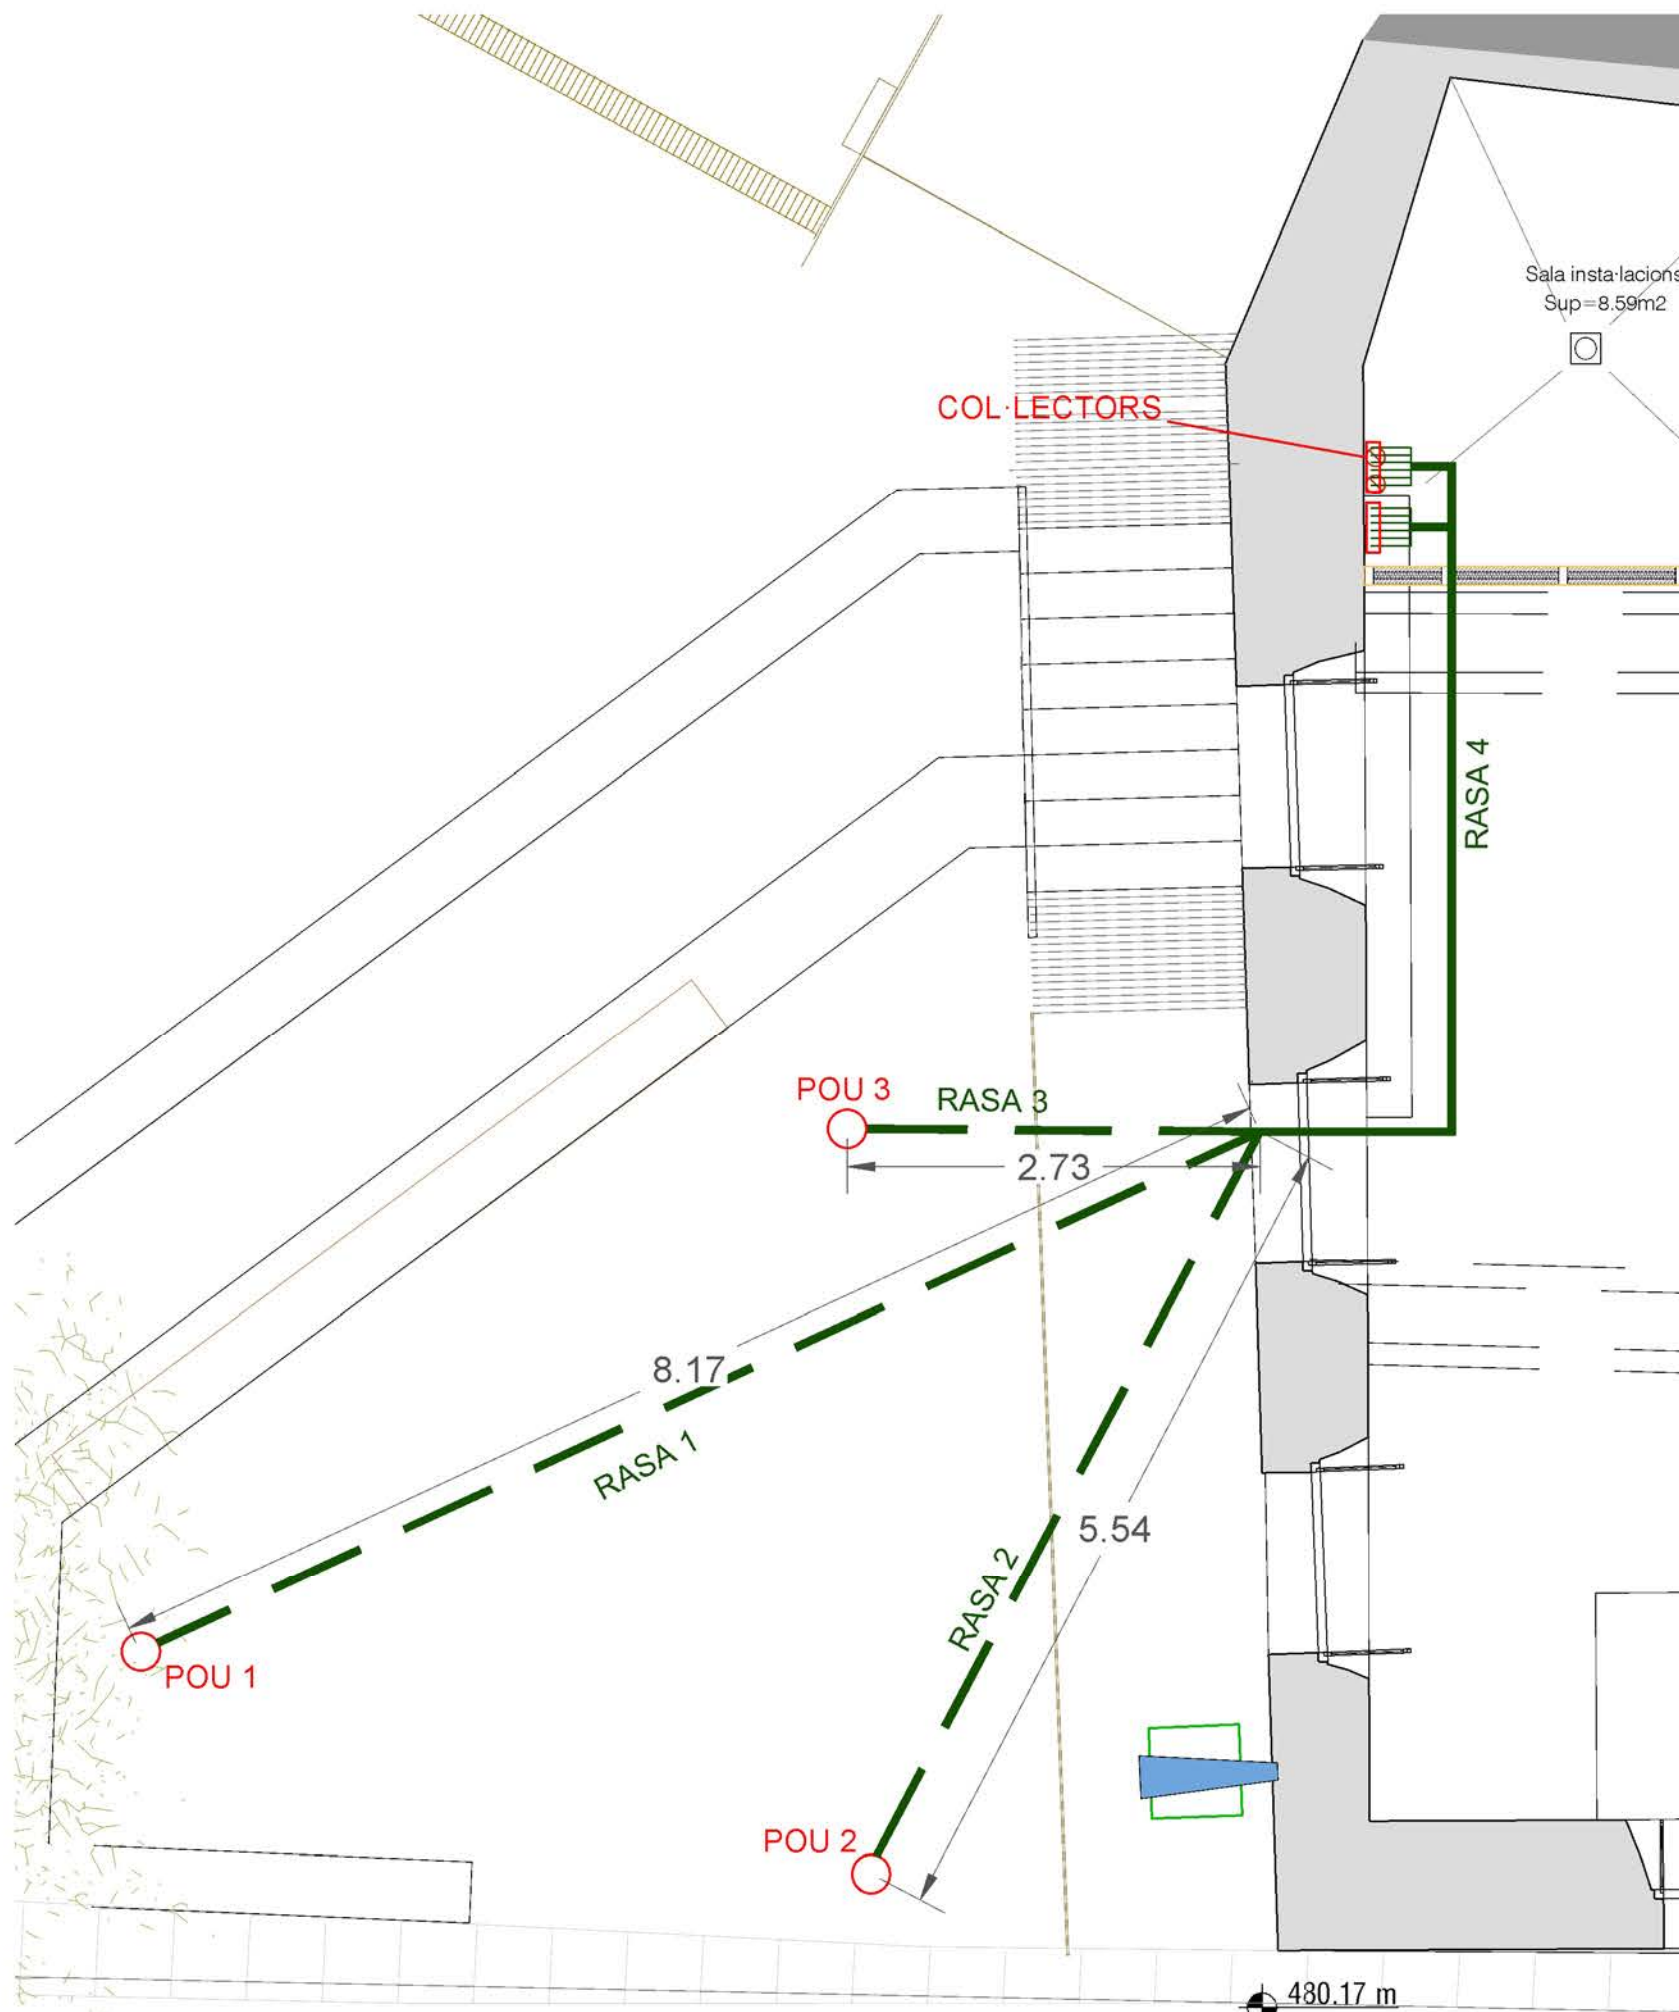 Sala insta·lacions
Sup=8.59m2
COL·LECTORS
RASA 4
POU 3
RASA 3
2.73
8.17
RASA 1
5.54
RASA 2
POU 1
POU 2
480.17 m